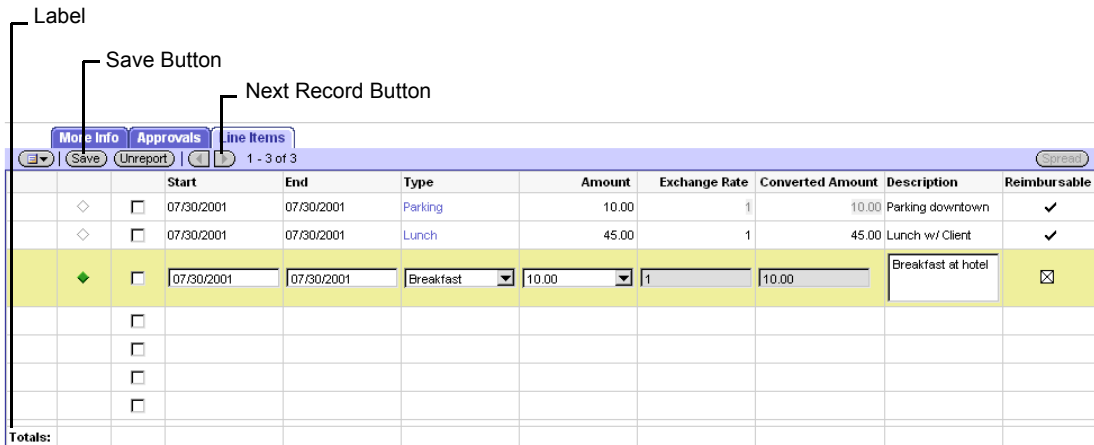 Label
Save Button
Next Record Button
More Info Approvals Line Items
Save Unreport 1 - 3 of 3 Spread
Start End Type Amount Exchange Rate Converted Amount Description Reimbursable
07/30/2001 07/30/2001 Parking 10.00 1 10.00 Parking downtown
07/30/2001 07/30/2001 Lunch 45.00 1 45.00 Lunch w/ Client
07/30/2001 07/30/2001 Breakfast 10.00 1 10.00 Breakfast at hotel
Totals: